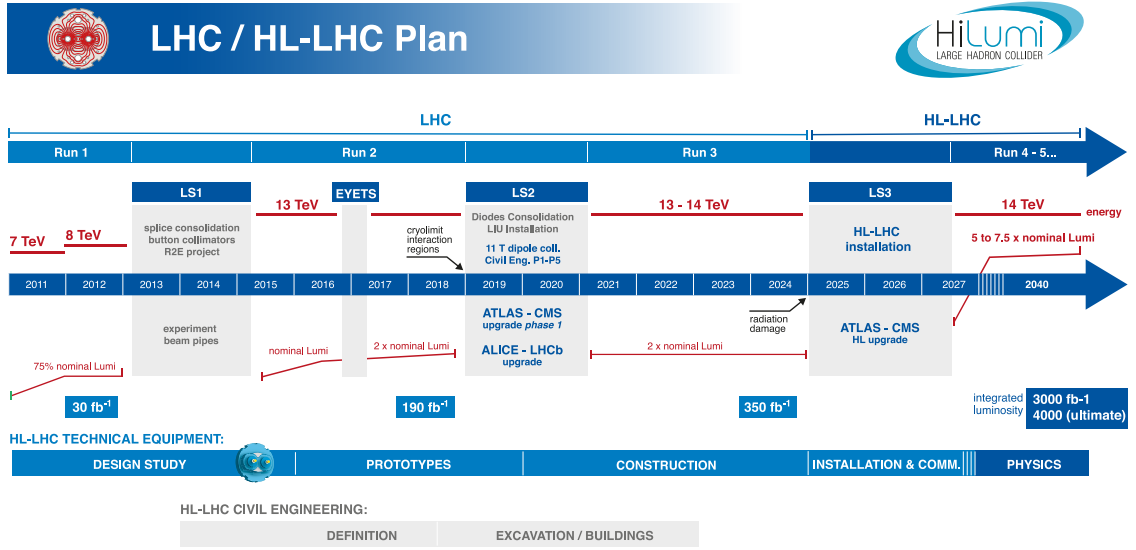 LHC / HL-LHC Plan
HiLumi
LARGE HADRON COLLIDER
LHC
HL-LHC
Run 1
Run 2
Run 3
Run 4 - 5...
LS1
EYETS
LS2
LS3
13 TeV
13 - 14 TeV
14 TeV
energy
splice consolidation
button collimators
R2E project
Diodes Consolidation
LIU Installation
11 T dipole coll.
Civil Eng. P1-P5
cryolimit
interaction
regions
HL-LHC
installation
7 TeV
8 TeV
5 to 7.5 x nominal Lumi
2011
2012
2013
2014
2015
2016
2017
2018
2019
2020
2021
2022
2023
2024
2025
2026
2027
2040
experiment
beam pipes
ATLAS - CMS
upgrade phase 1
ALICE - LHCb
upgrade
radiation
damage
ATLAS - CMS
HL upgrade
75% nominal Lumi
nominal Lumi
2 x nominal Lumi
2 x nominal Lumi
30 fb-1
190 fb-1
350 fb-1
integrated
luminosity
3000 fb-1
4000 (ultimate)
HL-LHC TECHNICAL EQUIPMENT:
DESIGN STUDY
PROTOTYPES
CONSTRUCTION
INSTALLATION & COMM.
PHYSICS
HL-LHC CIVIL ENGINEERING:
DEFINITION
EXCAVATION / BUILDINGS